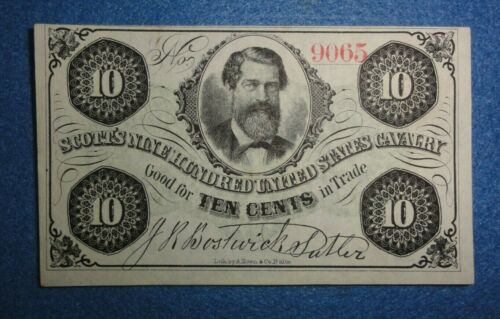 No. 9065
10 10
SCOTT'S NINE HUNDRED UNITED STATES CAVALRY
Good for TEN CENTS in Trade
10 10
J R Bostwick Sutler
Lith. by A. Hoen & Co. Balto.